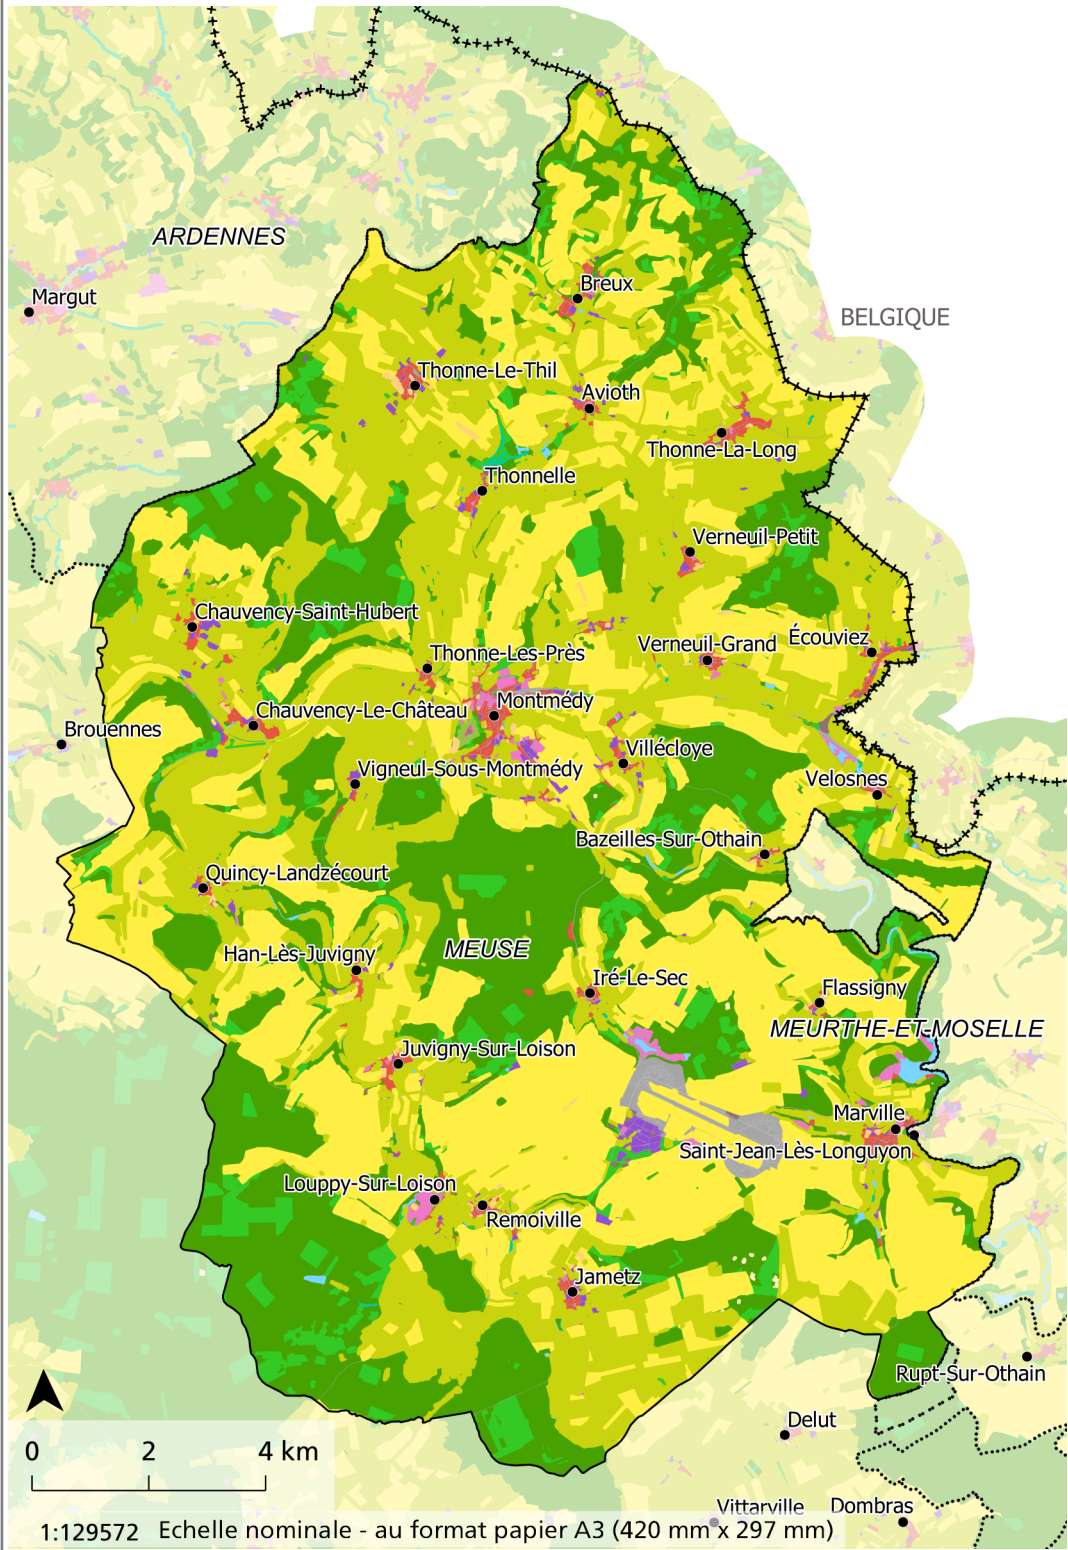 ARDENNES
Margut
Breux
BELGIQUE
Thonne-Le-Thil
Avioth
Thonne-La-Long
Thonnelle
Verneuil-Petit
Chauvency-Saint-Hubert
Écouviez
Verneuil-Grand
Thonne-Les-Près
Montmédy
Chauvency-Le-Château
Brouennes
Villécloye
Vigneul-Sous-Montmédy
Velosnes
Bazeilles-Sur-Othain
Quincy-Landzécourt
MEUSE
Han-Lès-Juvigny
Iré-Le-Sec
Flassigny
MEURTHE-ET-MOSELLE
Juvigny-Sur-Loison
Marville
Saint-Jean-Lès-Longuyon
Louppy-Sur-Loison
Remoiville
Jametz
Rupt-Sur-Othain
Delut
0 2 4 km
Vittarville
Dombras
1:129572 Echelle nominale - au format papier A3 (420 mm x 297 mm)